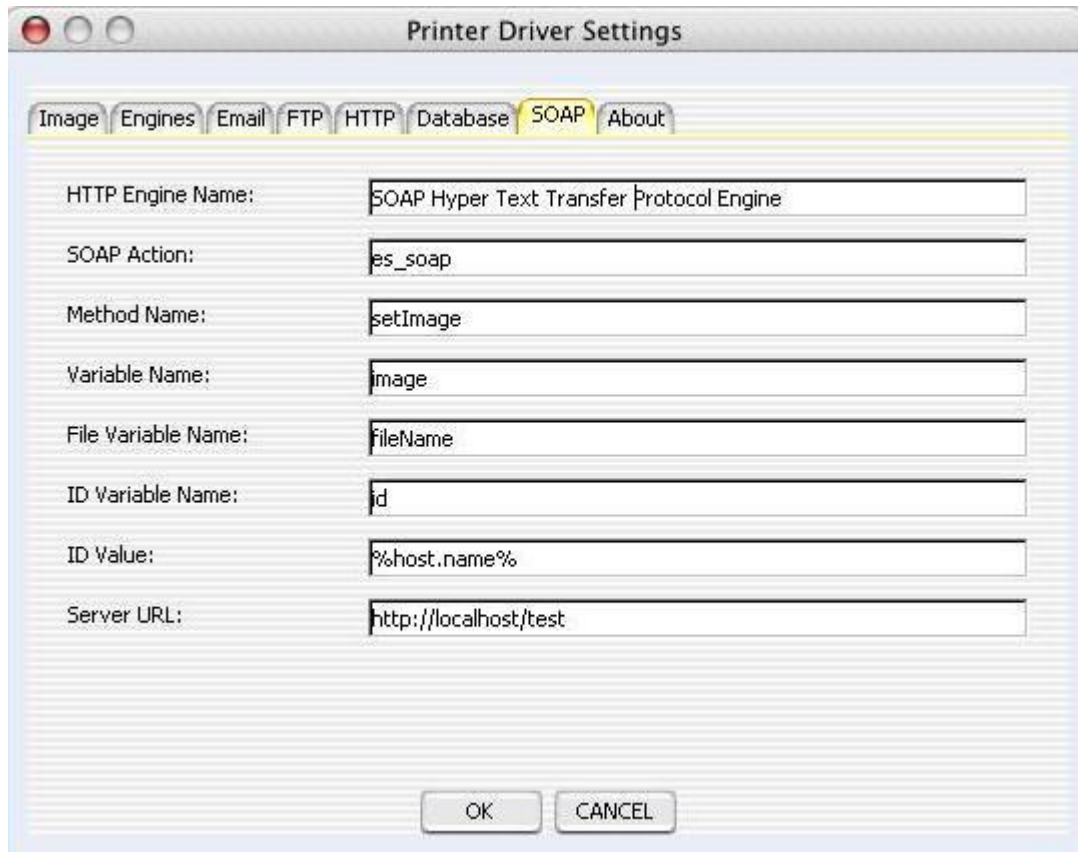 Printer Driver Settings
Image Engines Email FTP HTTP Database SOAP About
HTTP Engine Name: SOAP Hyper Text Transfer Protocol Engine
SOAP Action: es_soap
Method Name: setImage
Variable Name: image
File Variable Name: fileName
ID Variable Name: id
ID Value: %host.name%
Server URL: http://localhost/test
OK CANCEL